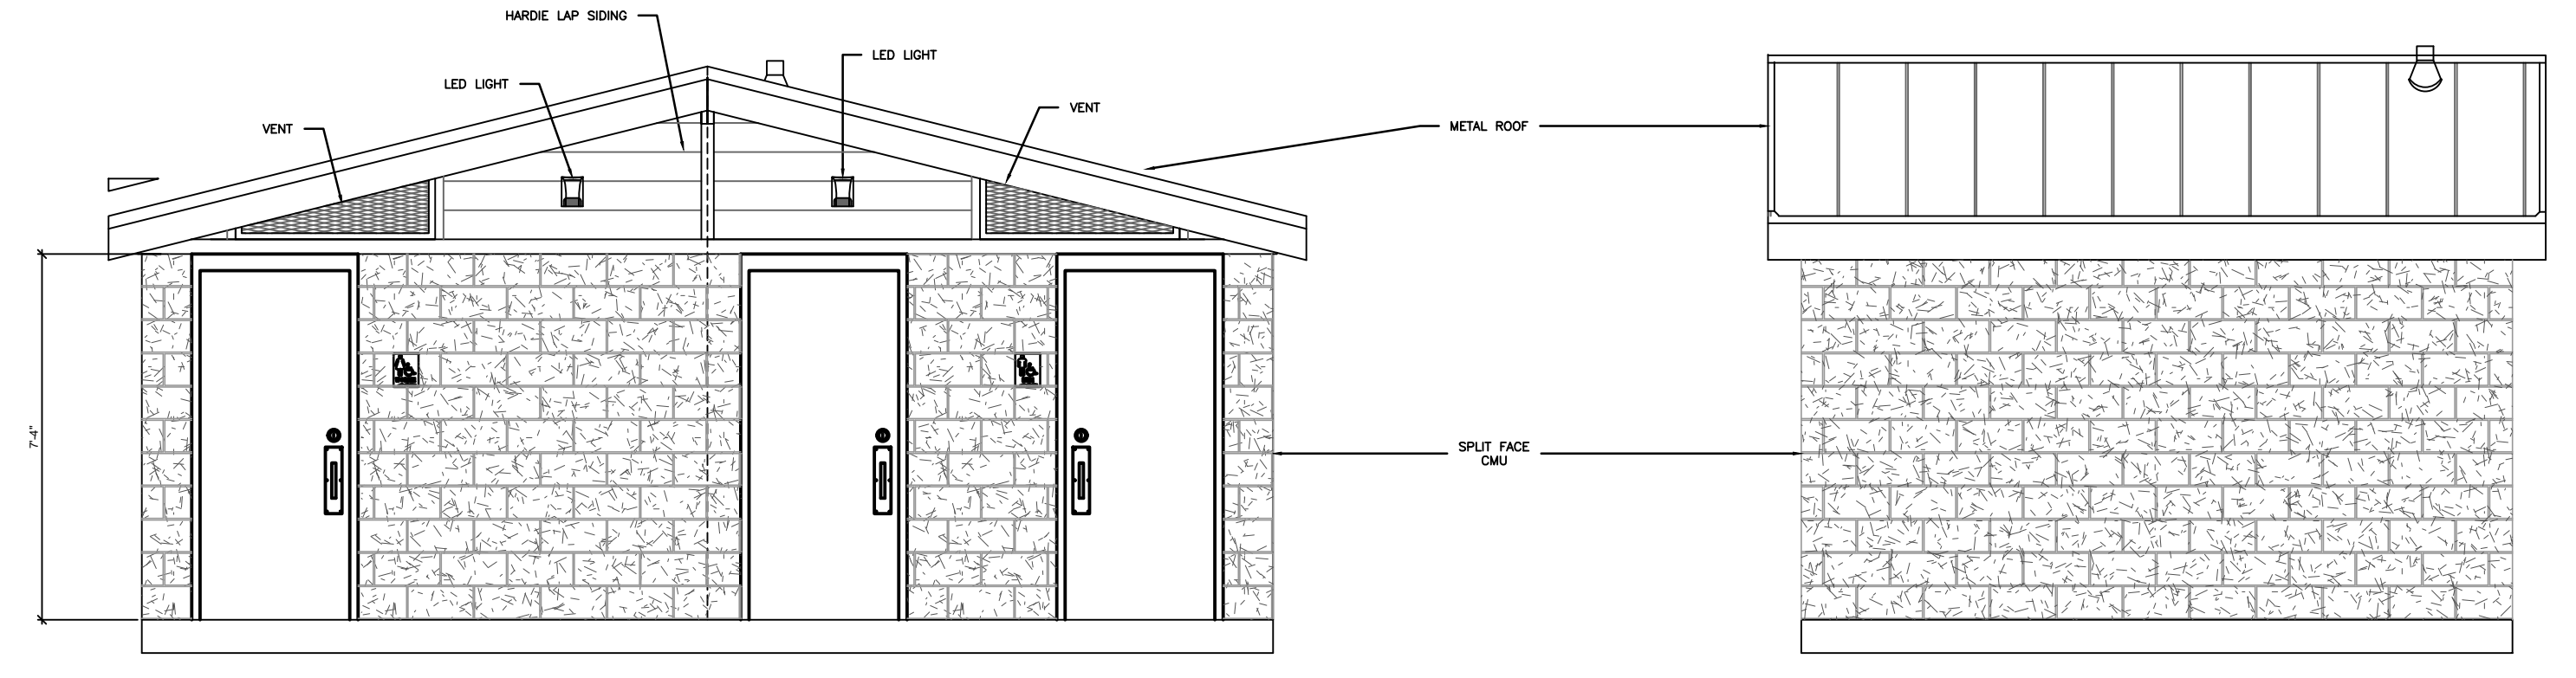 HARDIE LAP SIDING
LED LIGHT
LED LIGHT
VENT
VENT
METAL ROOF
7'-4"
SPLIT FACE
CMU